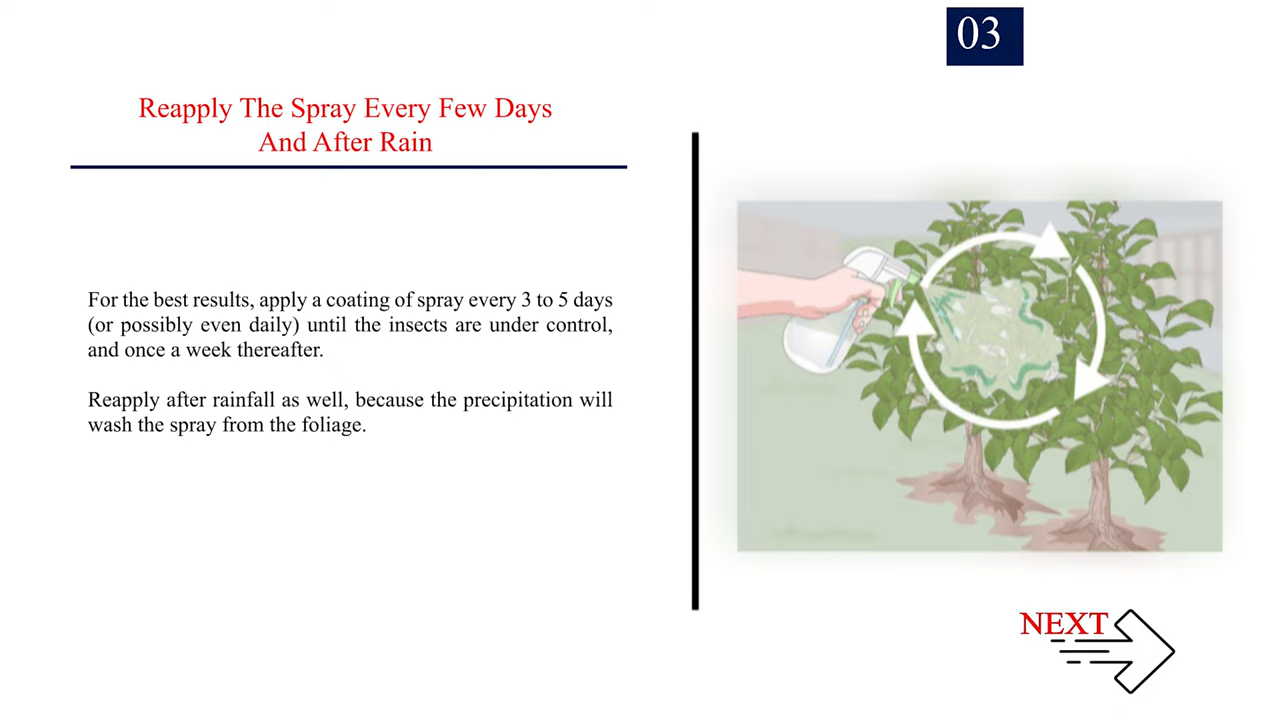 03
Reapply The Spray Every Few Days
And After Rain
For the best results, apply a coating of spray every 3 to 5 days
(or possibly even daily) until the insects are under control,
and once a week thereafter.
Reapply after rainfall as well, because the precipitation will
wash the spray from the foliage.
NEXT